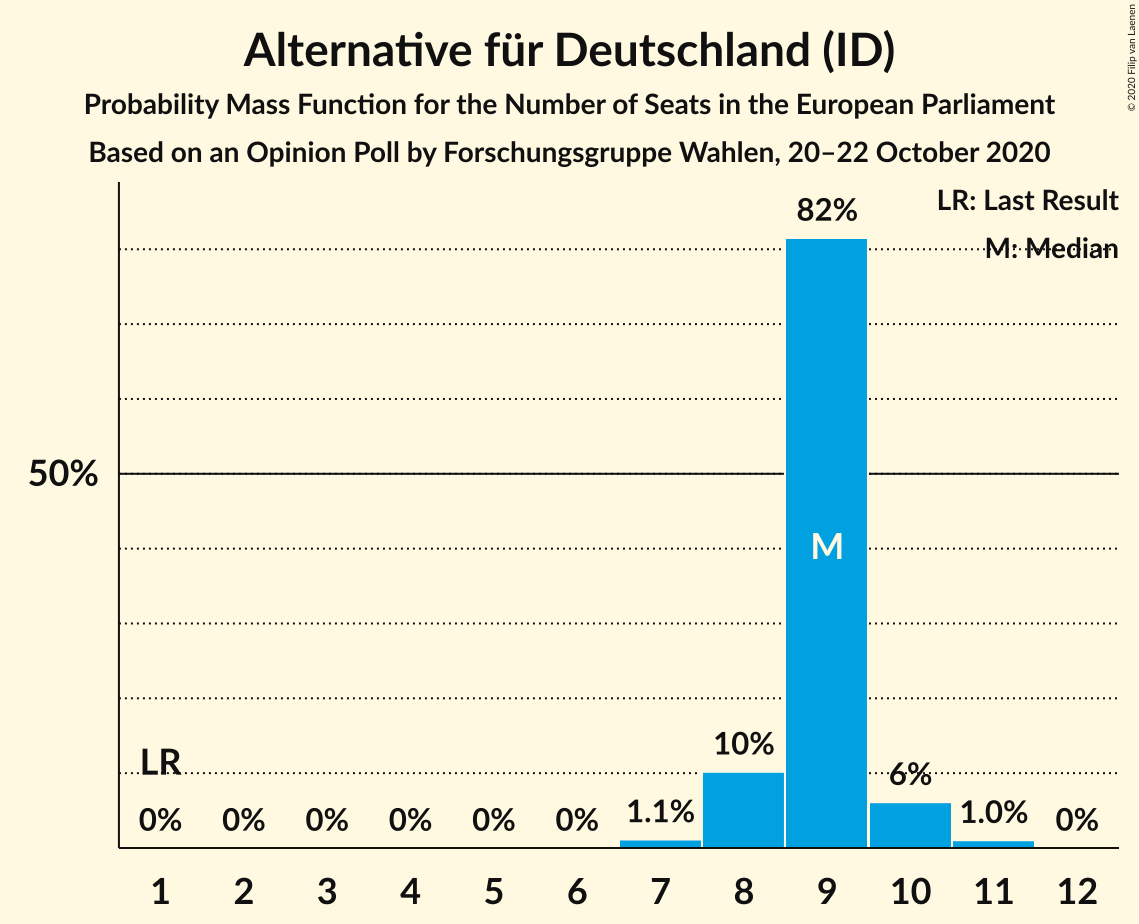 Alternative für Deutschland (ID)
Probability Mass Function for the Number of Seats in the European Parliament
Based on an Opinion Poll by Forschungsgruppe Wahlen, 20–22 October 2020
© 2020 Filip van Laenen
LR: Last Result
M: Median
82%
50%
M
LR
10%
6%
0% 0% 0% 0% 0% 0% 1.1% 1.0% 0%
1 2 3 4 5 6 7 8 9 10 11 12